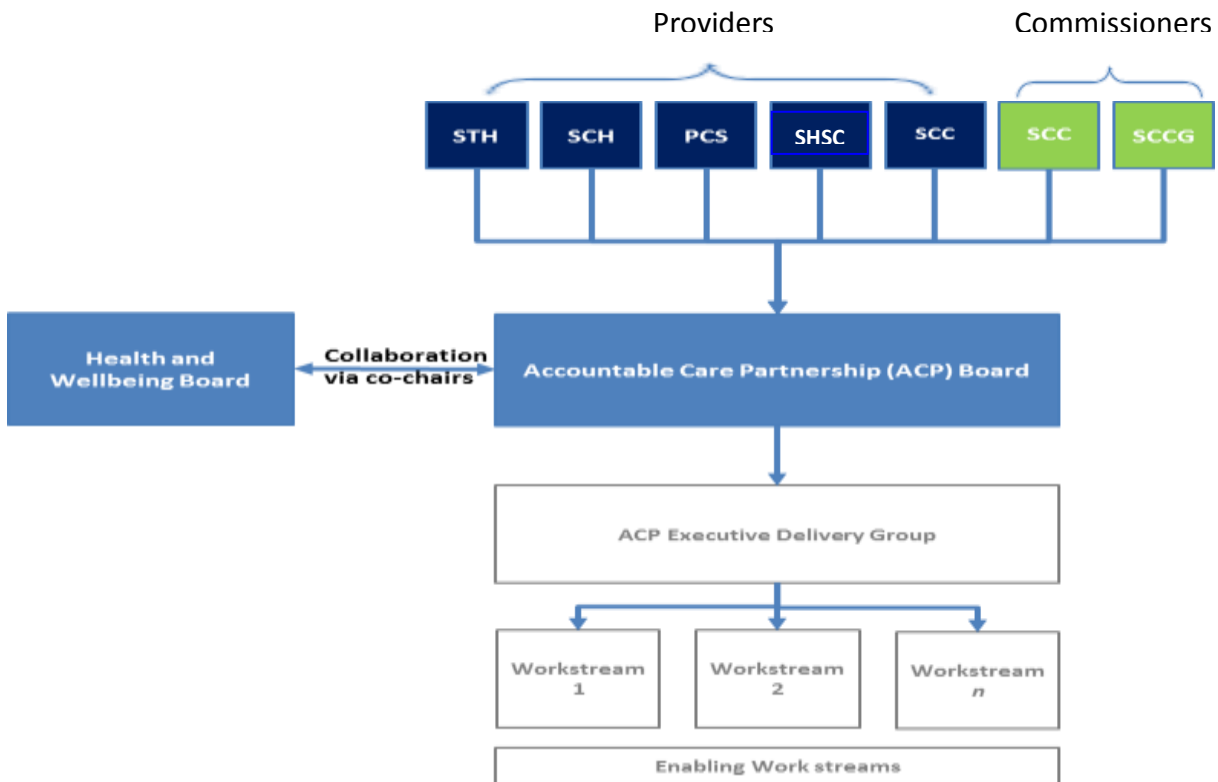 Providers
Commissioners
STH
SCH
PCS
SHSC
SCC
SCC
SCCG
Health and
Wellbeing Board
Collaboration
via co-chairs
Accountable Care Partnership (ACP) Board
ACP Executive Delivery Group
Workstream
1
Workstream
2
Workstream
n
Enabling Work streams